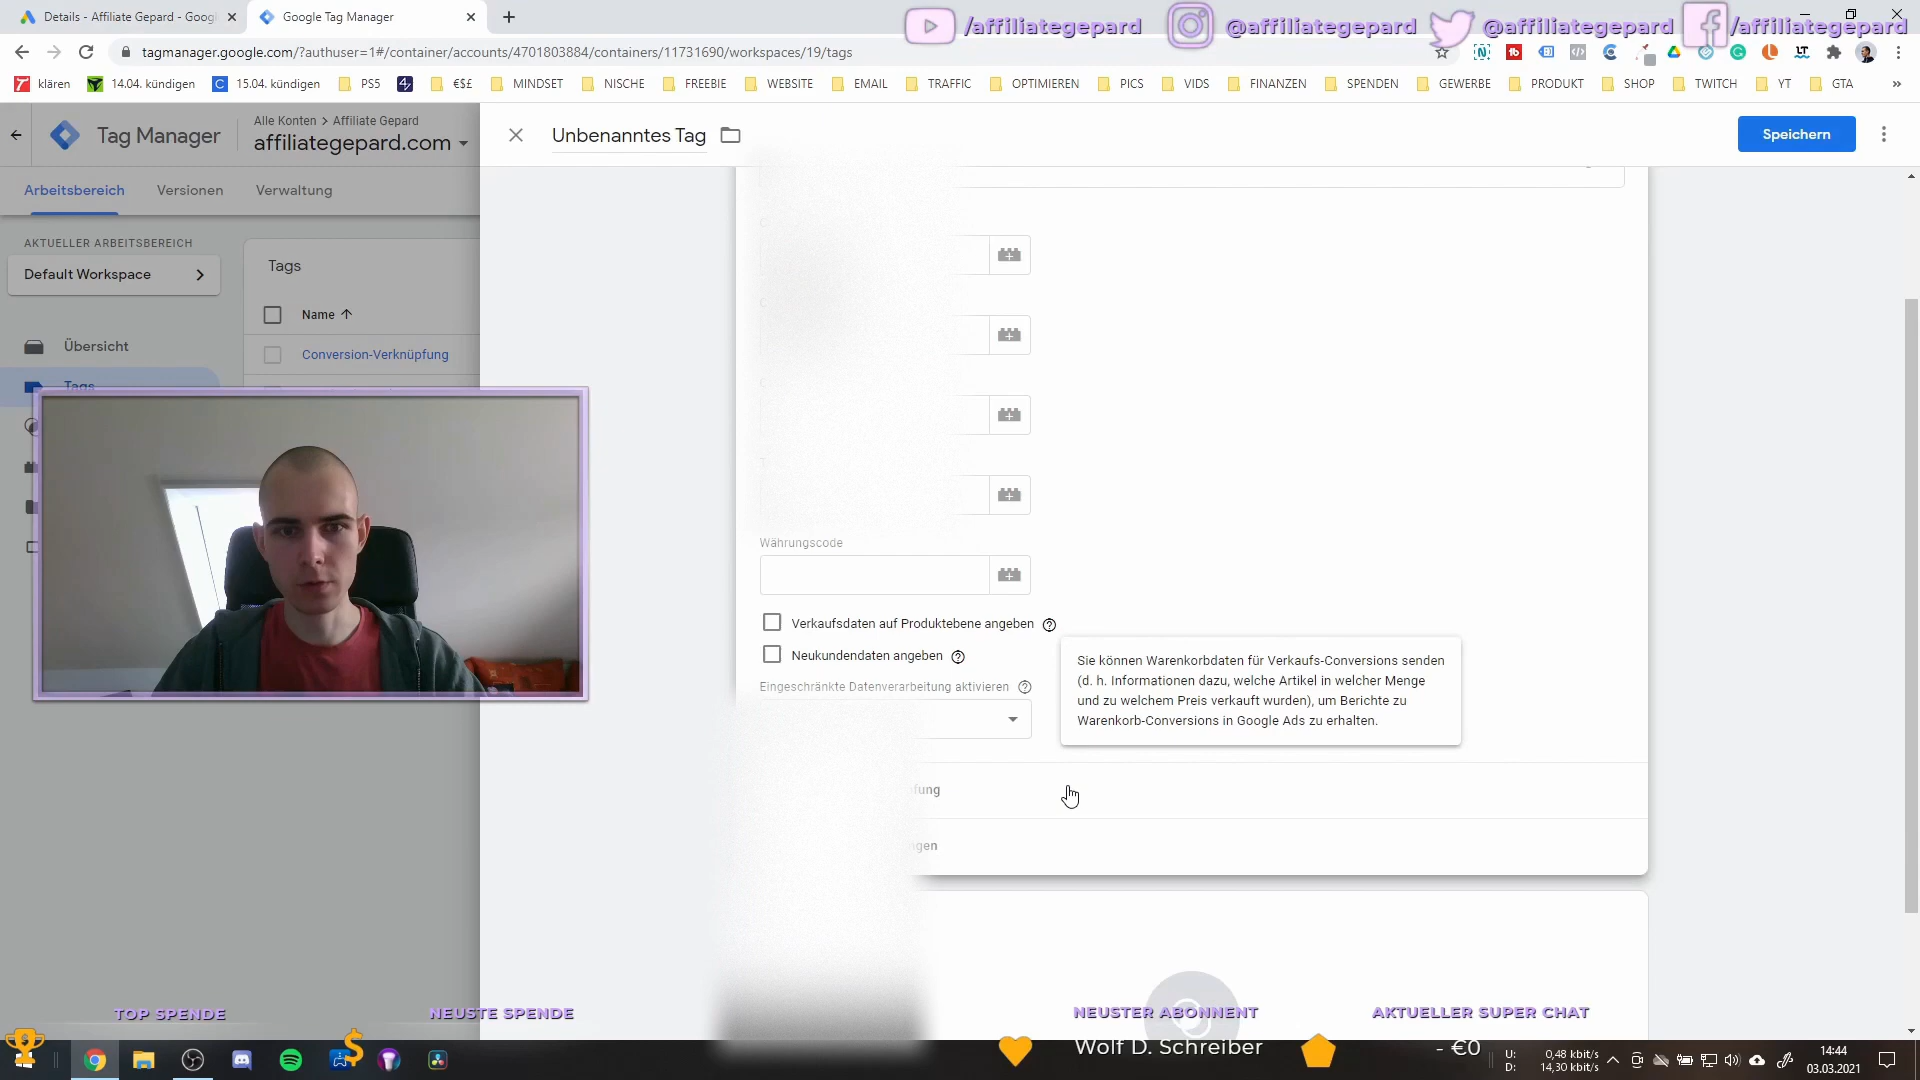 Details - Affiliate Gepard - Goog
Google Tag Manager
/affiliategepard
@affiliategepard
@affiliategepard
/affiliategepard
tagmanager.google.com/?authuser=1#/container/accounts/4701803884/containers/11731690/workspaces/19/tags
klären
14.04. kündigen
15.04. kündigen
PS5
€$£
MINDSET
NISCHE
FREEBIE
WEBSITE
EMAIL
TRAFFIC
OPTIMIEREN
PICS
VIDS
FINANZEN
SPENDEN
GEWERBE
PRODUKT
SHOP
TWITCH
YT
GTA
Tag Manager
Alle Konten > Affiliate Gepard
affiliategepard.com
Unbenanntes Tag
Speichern
Arbeitsbereich
Versionen
Verwaltung
AKTUELLER ARBEITSBEREICH
Default Workspace
Tags
Name
Übersicht
Conversion-Verknüpfung
Tags
Währungscode
Verkaufsdaten auf Produktebene angeben
Neukundendaten angeben
Eingeschränkte Datenverarbeitung aktivieren
Sie können Warenkorbdaten für Verkaufs-Conversions senden
(d. h. Informationen dazu, welche Artikel in welcher Menge
und zu welchem Preis verkauft wurden), um Berichte zu
Warenkorb-Conversions in Google Ads zu erhalten.
TOP SPENDE
NEUSTE SPENDE
NEUSTER ABONNENT
AKTUELLER SUPER CHAT
Wolf D. Schreiber
- €0
U: 0,48 kbit/s
D: 14,30 kbit/s
14:44
03.03.2021